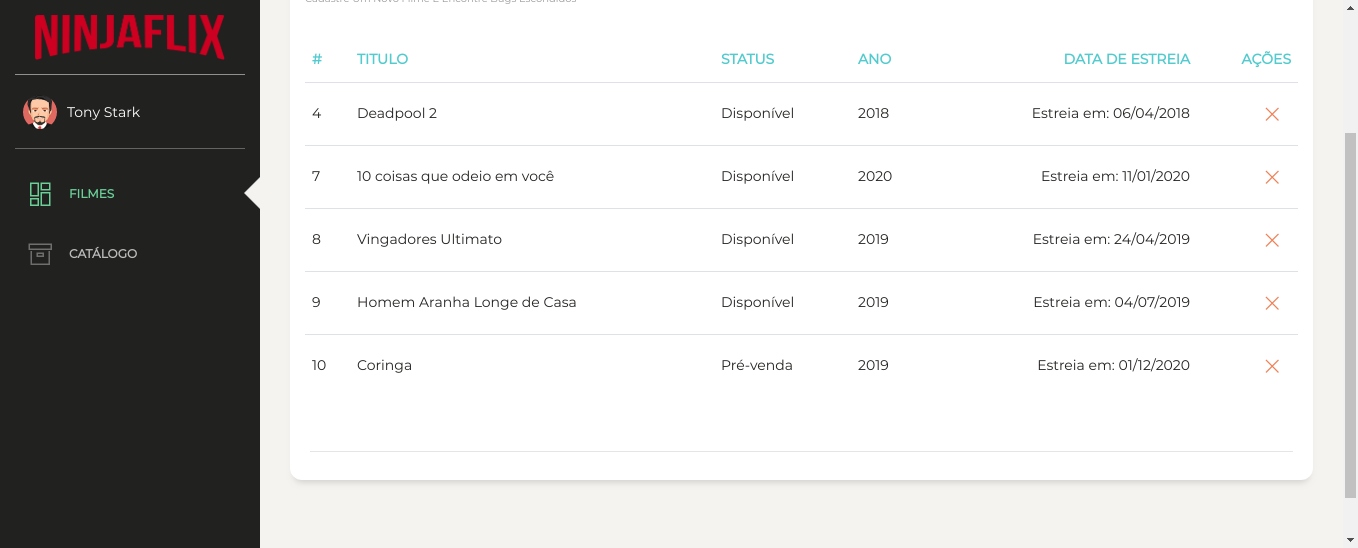 Cadastre Um Novo Filme E Encontre Bugs Escondidos
NINJAFLIX
# TITULO STATUS ANO DATA DE ESTREIA AÇÕES
Tony Stark
4 Deadpool 2 Disponível 2018 Estreia em: 06/04/2018
7 10 coisas que odeio em você Disponível 2020 Estreia em: 11/01/2020
FILMES
8 Vingadores Ultimato Disponível 2019 Estreia em: 24/04/2019
CATÁLOGO
9 Homem Aranha Longe de Casa Disponível 2019 Estreia em: 04/07/2019
10 Coringa Pré-venda 2019 Estreia em: 01/12/2020